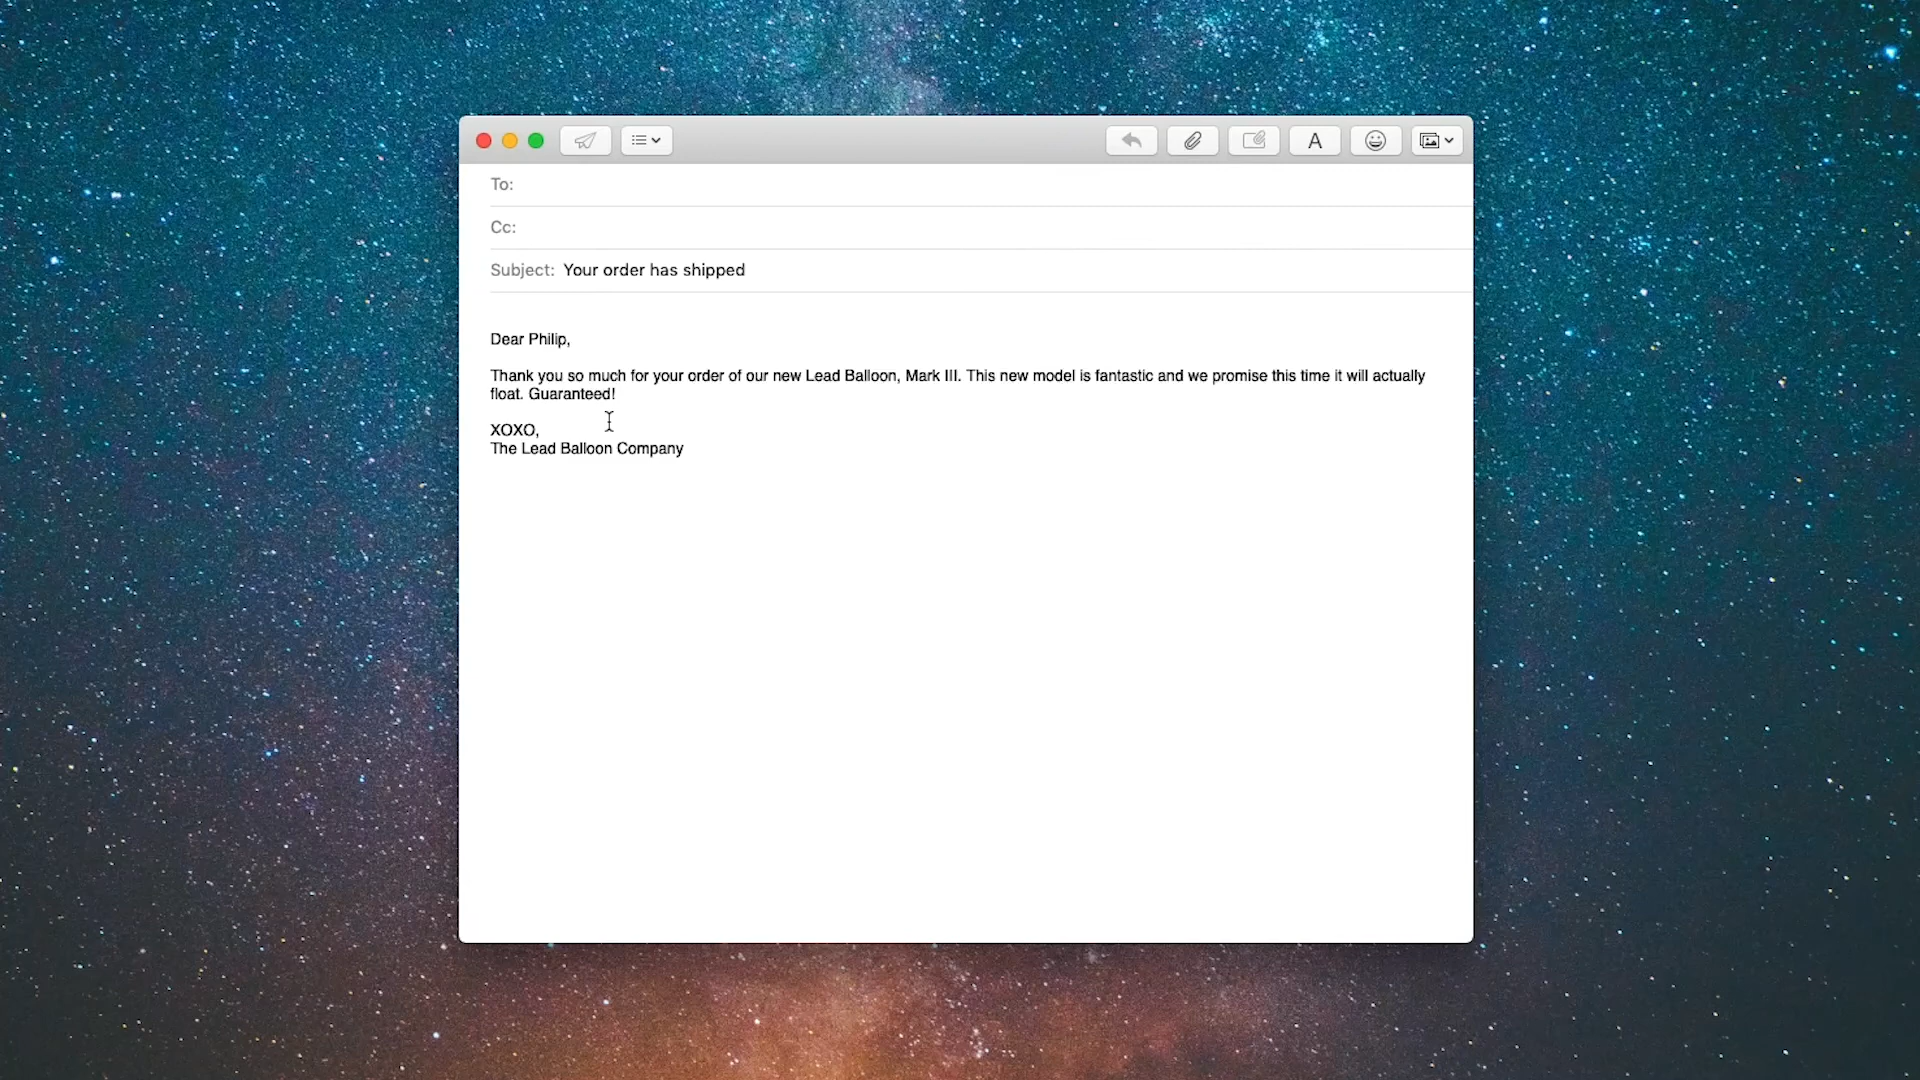 To:
Cc:
Subject: Your order has shipped
Dear Philip,
Thank you so much for your order of our new Lead Balloon, Mark III. This new model is fantastic and we promise this time it will actually
float. Guaranteed!
XOXO,
The Lead Balloon Company